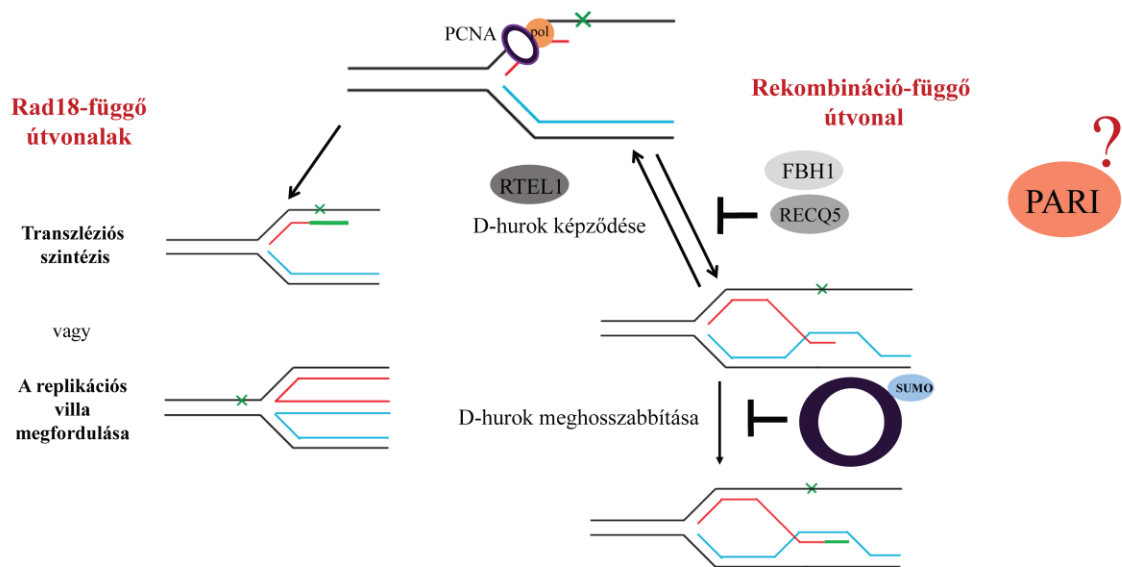 PCNA
pol
Rad18-függő
útvonalak
Rekombináció-függő
útvonal
?
PARI
RTEL1
FBH1
RECQ5
D-hurok képződése
Transzléziós
szintézis
vagy
A replikációs
villa
megfordulása
SUMO
D-hurok meghosszabbítása